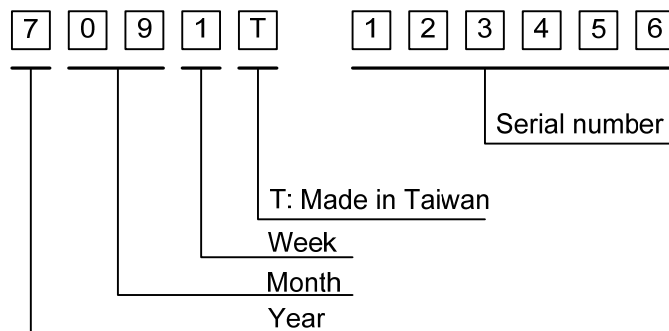 7 0 9 1 T 1 2 3 4 5 6
Serial number
T: Made in Taiwan
Week
Month
Year